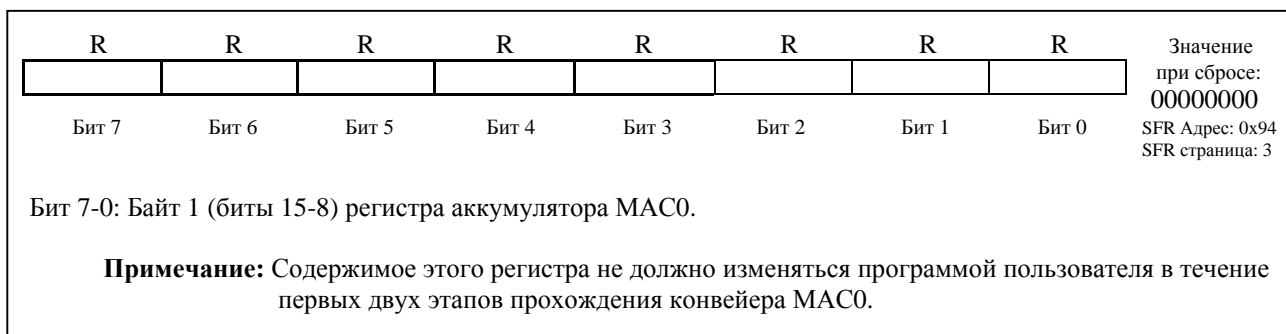 R R R R R R R R Значение
при сбросе:
00000000
Бит 7 Бит 6 Бит 5 Бит 4 Бит 3 Бит 2 Бит 1 Бит 0 SFR Адрес: 0x94
SFR страница: 3
Бит 7-0: Байт 1 (биты 15-8) регистра аккумулятора MAC0.
Примечание: Содержимое этого регистра не должно изменяться программой пользователя в течение
первых двух этапов прохождения конвейера MAC0.